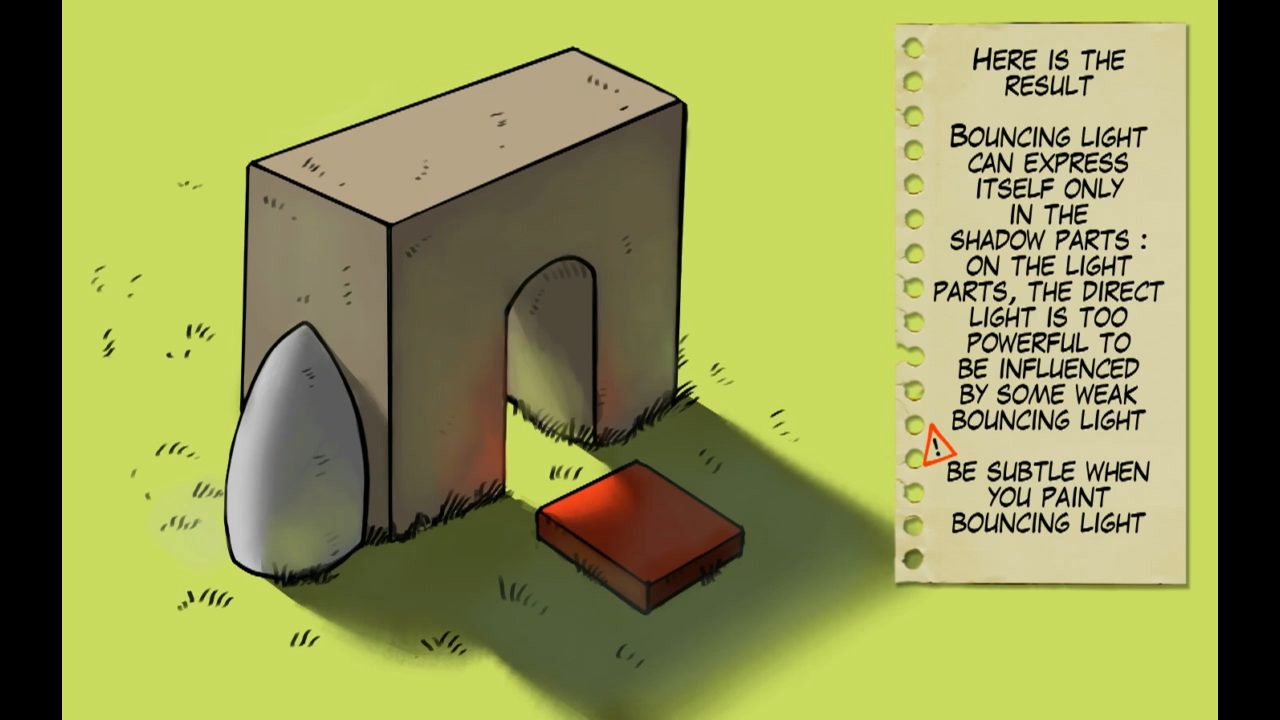 HERE IS THE
RESULT
BOUNCING LIGHT
CAN EXPRESS
ITSELF ONLY
IN THE
SHADOW PARTS :
ON THE LIGHT
PARTS, THE DIRECT
LIGHT IS TOO
POWERFUL TO
BE INFLUENCED
BY SOME WEAK
BOUNCING LIGHT
!
BE SUBTLE WHEN
YOU PAINT
BOUNCING LIGHT